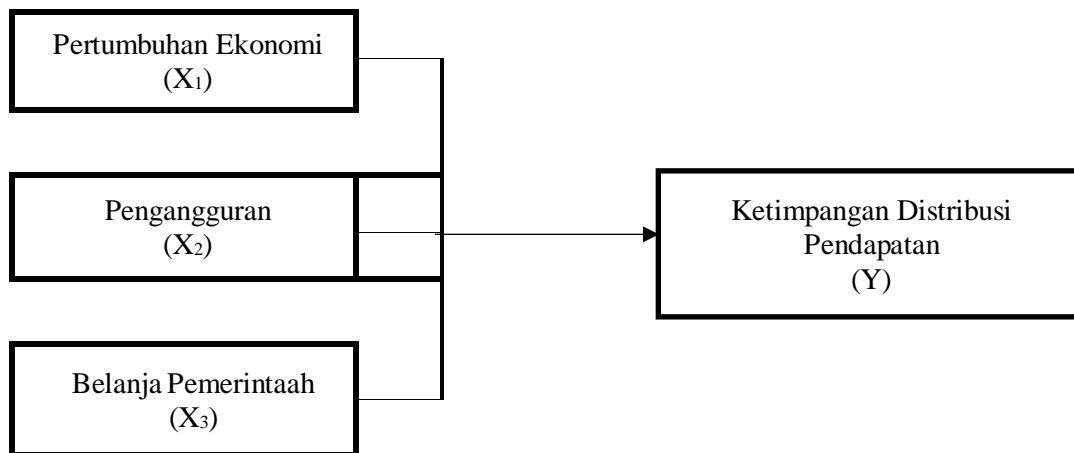 Pertumbuhan Ekonomi
(X₁)
Pengangguran
(X₂)
Belanja Pemerintaah
(X₃)
Ketimpangan Distribusi
Pendapatan
(Y)